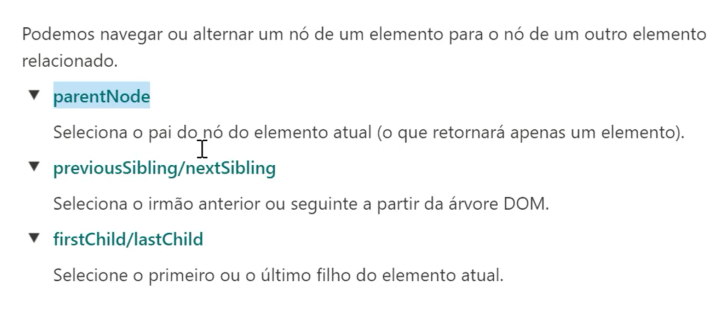 Podemos navegar ou alternar um nó de um elemento para o nó de um outro elemento
relacionado.
parentNode
Seleciona o pai do nó do elemento atual (o que retornará apenas um elemento).
previousSibling/nextSibling
Seleciona o irmão anterior ou seguinte a partir da árvore DOM.
firstChild/lastChild
Selecione o primeiro ou o último filho do elemento atual.